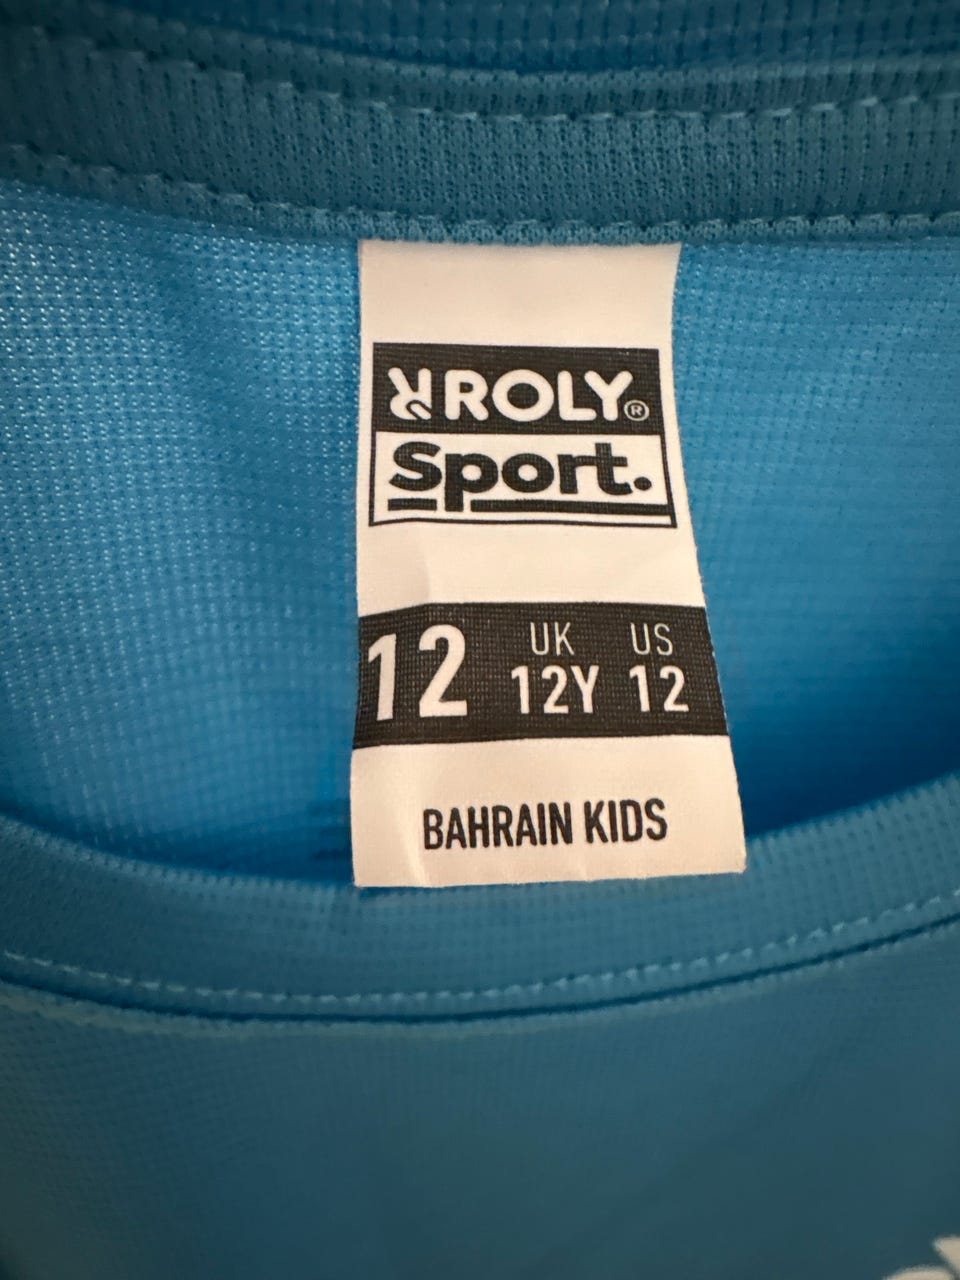 ROLY®
Sport.
12 UK 12Y US 12
BAHRAIN KIDS